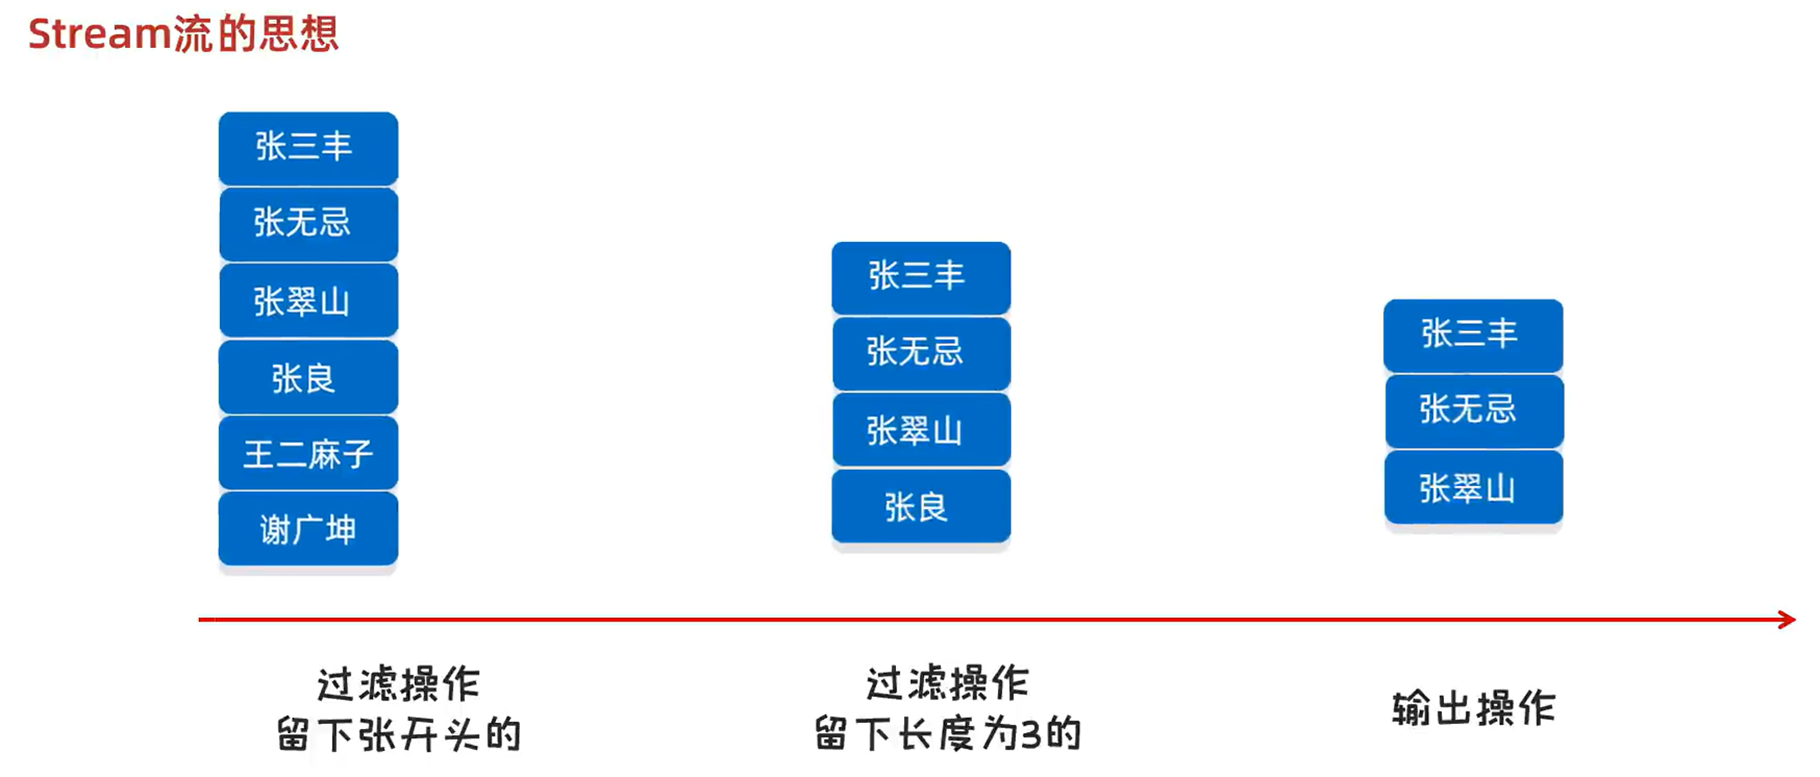 Stream流的思想
张三丰
张无忌
张翠山
张良
王二麻子
谢广坤
张三丰
张无忌
张翠山
张良
张三丰
张无忌
张翠山
过滤操作
留下张开头的
过滤操作
留下长度为3的
输出操作